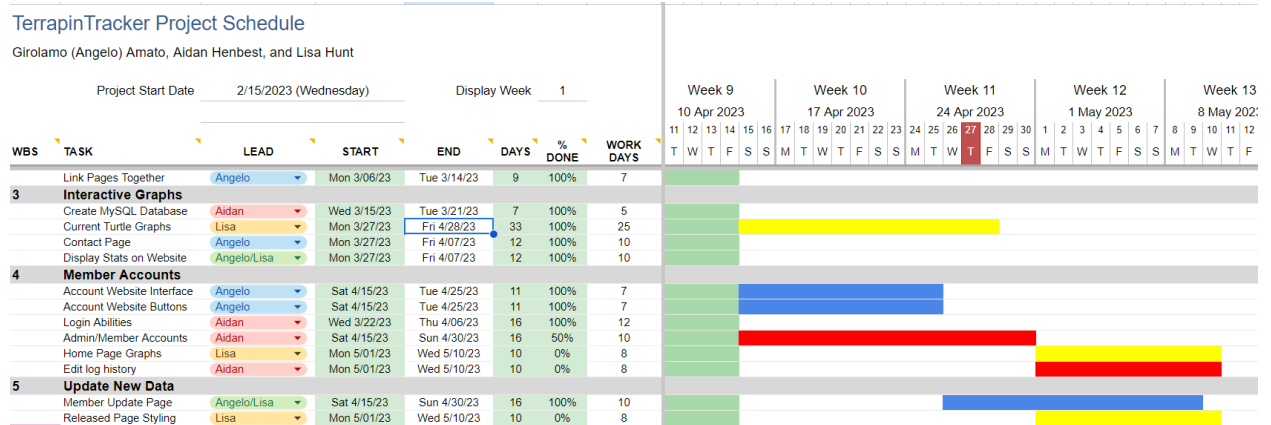 TerrapinTracker Project Schedule
Girolamo (Angelo) Amato, Aidan Henbest, and Lisa Hunt
Project Start Date 2/15/2023 (Wednesday) Display Week 1
Week 9 Week 10 Week 11 Week 12 Week 13
10 Apr 2023 17 Apr 2023 24 Apr 2023 1 May 2023 8 May 202
11 12 13 14 15 16 17 18 19 20 21 22 23 24 25 26 27 28 29 30 1 2 3 4 5 6 7 8 9 10 11 12
WBS TASK LEAD START END DAYS % DONE WORK DAYS T W T F S S M T W T F S S M T W T F S S M T W T F S S M T W T F
Link Pages Together Angelo Mon 3/06/23 Tue 3/14/23 9 100% 7
3 Interactive Graphs
Create MySQL Database Aidan Wed 3/15/23 Tue 3/21/23 7 100% 5
Current Turtle Graphs Lisa Mon 3/27/23 Fri 4/28/23 33 100% 25
Contact Page Angelo Mon 3/27/23 Fri 4/07/23 12 100% 10
Display Stats on Website Angelo/Lisa Mon 3/27/23 Fri 4/07/23 12 100% 10
4 Member Accounts
Account Website Interface Angelo Sat 4/15/23 Tue 4/25/23 11 100% 7
Account Website Buttons Angelo Sat 4/15/23 Tue 4/25/23 11 100% 7
Login Abilities Aidan Wed 3/22/23 Thu 4/06/23 16 100% 12
Admin/Member Accounts Aidan Sat 4/15/23 Sun 4/30/23 16 50% 10
Home Page Graphs Lisa Mon 5/01/23 Wed 5/10/23 10 0% 8
Edit log history Aidan Mon 5/01/23 Wed 5/10/23 10 0% 8
5 Update New Data
Member Update Page Angelo/Lisa Sat 4/15/23 Sun 4/30/23 16 100% 10
Released Page Styling Lisa Mon 5/01/23 Wed 5/10/23 10 0% 8